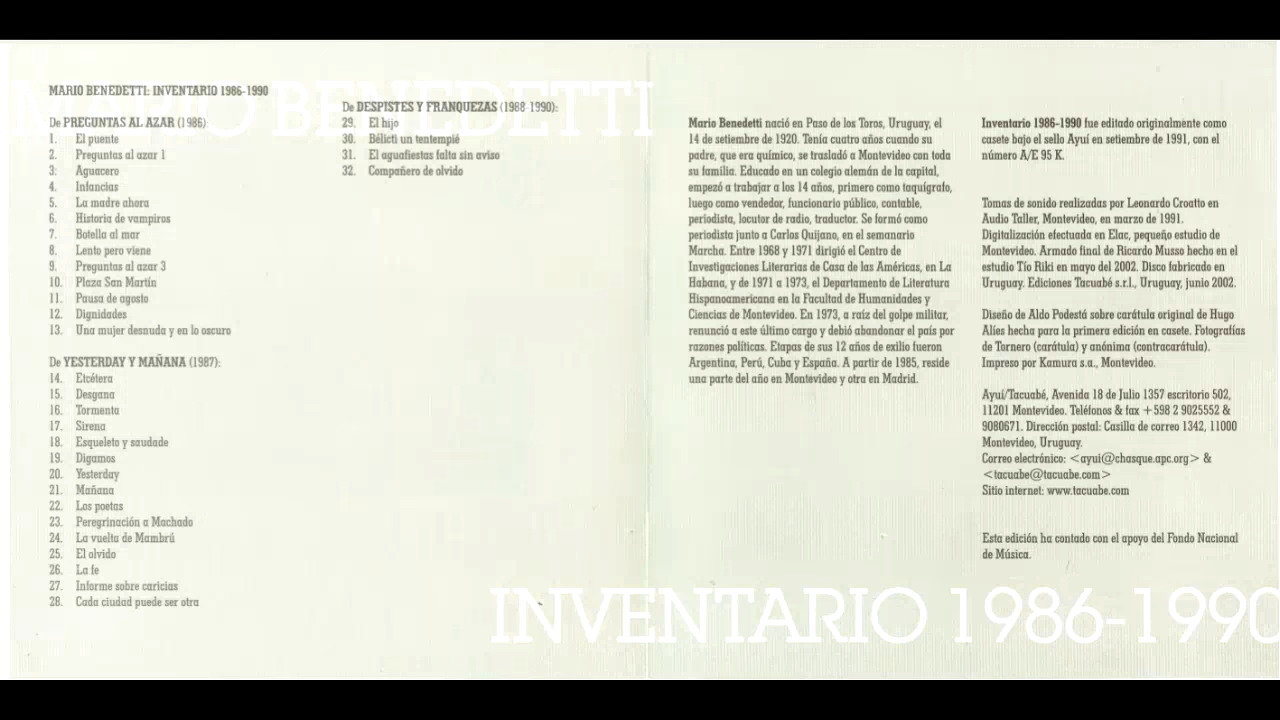 MARIO BENEDETTI
MARIO BENEDETTI: INVENTARIO 1986-1990
De PREGUNTAS AL AZAR (1986):
1. El puente
2. Preguntas al azar 1
3: Aguacero
4. Infancias
5. La madre ahora
6. Historia de vampiros
7. Botella al mar
8. Lento pero viene
9. Preguntas al azar 3
10. Plaza San Martín
11. Pausa de agosto
12. Dignidades
13. Una mujer desnuda y en lo oscuro
De YESTERDAY Y MAÑANA (1987):
14. Etcétera
15. Desgana
16. Tormenta
17. Sirena
18. Esqueleto y saudade
19. Digamos
20. Yesterday
21. Mañana
22. Los poetas
23. Peregrinación a Machado
24. La vuelta de Mambrú
25. El olvido
26. La fe
27. Informe sobre caricias
28. Cada ciudad puede ser otra
De DESPISTES Y FRANQUEZAS (1988-1990):
29. El hijo
30. Bélicti un tentempié
31. El aguafiestas falta sin aviso
32. Compañero de olvido
Mario Benedetti nació en Paso de los Toros, Uruguay, el
14 de setiembre de 1920. Tenía cuatro años cuando su
padre, que era químico, se trasladó a Montevideo con toda
su familia. Educado en un colegio alemán de la capital,
empezó a trabajar a los 14 años, primero como taquígrafo,
luego como vendedor, funcionario público, contable,
periodista, locutor de radio, traductor. Se formó como
periodista junto a Carlos Quijano, en el semanario
Marcha. Entre 1968 y 1971 dirigió el Centro de
Investigaciones Literarias de Casa de las Américas, en La
Habana, y de 1971 a 1973, el Departamento de Literatura
Hispanoamericana en la Facultad de Humanidades y
Ciencias de Montevideo. En 1973, a raíz del golpe militar,
renunció a este último cargo y debió abandonar el país por
razones políticas. Etapas de sus 12 años de exilio fueron
Argentina, Perú, Cuba y España. A partir de 1985, reside
una parte del año en Montevideo y otra en Madrid.
Inventario 1986-1990 fue editado originalmente como
casete bajo el sello Ayuí en setiembre de 1991, con el
número A/E 95 K.
Tomas de sonido realizadas por Leonardo Croatto en
Audio Taller, Montevideo, en marzo de 1991.
Digitalización efectuada en Elac, pequeño estudio de
Montevideo. Armado final de Ricardo Musso hecho en el
estudio Tío Riki en mayo del 2002. Disco fabricado en
Uruguay. Ediciones Tacuabé s.r.l., Uruguay, junio 2002.
Diseño de Aldo Podestá sobre carátula original de Hugo
Alíes hecha para la primera edición en casete. Fotografías
de Tornero (carátula) y anónima (contracarátula).
Impreso por Kamura s.a., Montevideo.
Ayuí/Tacuabé, Avenida 18 de Julio 1357 escritorio 502,
11201 Montevideo. Teléfonos & fax +598 2 9025552 &
9080671. Dirección postal: Casilla de correo 1342, 11000
Montevideo, Uruguay.
Correo electrónico: <ayui@chasque.apc.org> &
<tacuabe@tacuabe.com>
Sitio internet: www.tacuabe.com
Esta edición ha contado con el apoyo del Fondo Nacional
de Música.
INVENTARIO 1986-1990